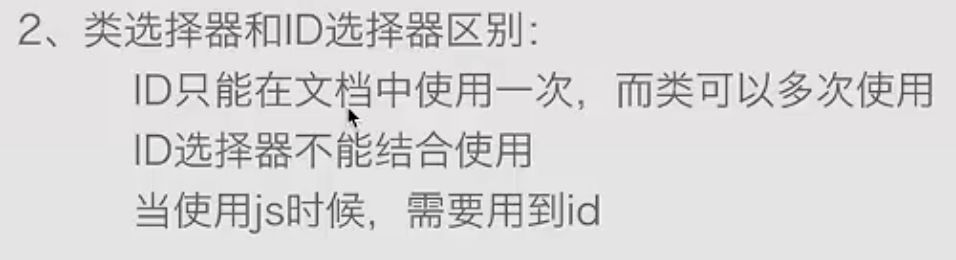 2、类选择器和ID选择器区别：
ID只能在文档中使用一次，而类可以多次使用
ID选择器不能结合使用
当使用js时候，需要用到id